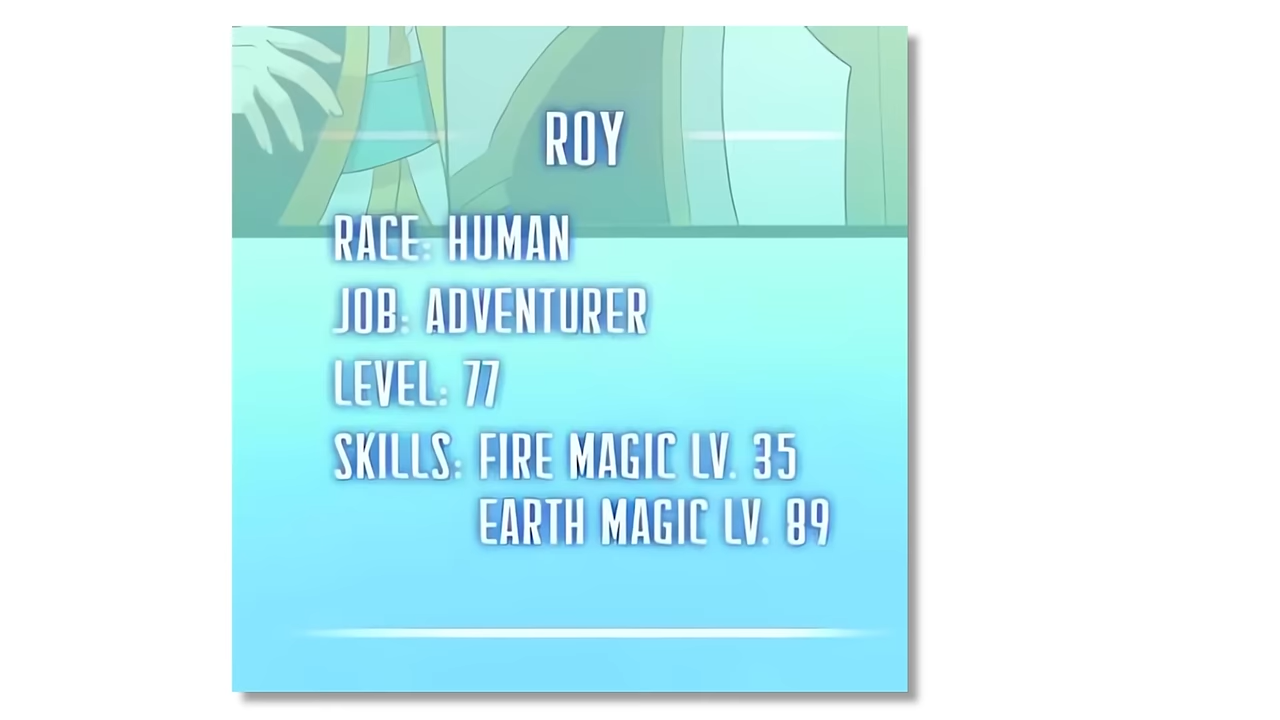 ROY
RACE: HUMAN
JOB: ADVENTURER
LEVEL: 77
SKILLS: FIRE MAGIC LV. 35
EARTH MAGIC LV. 89